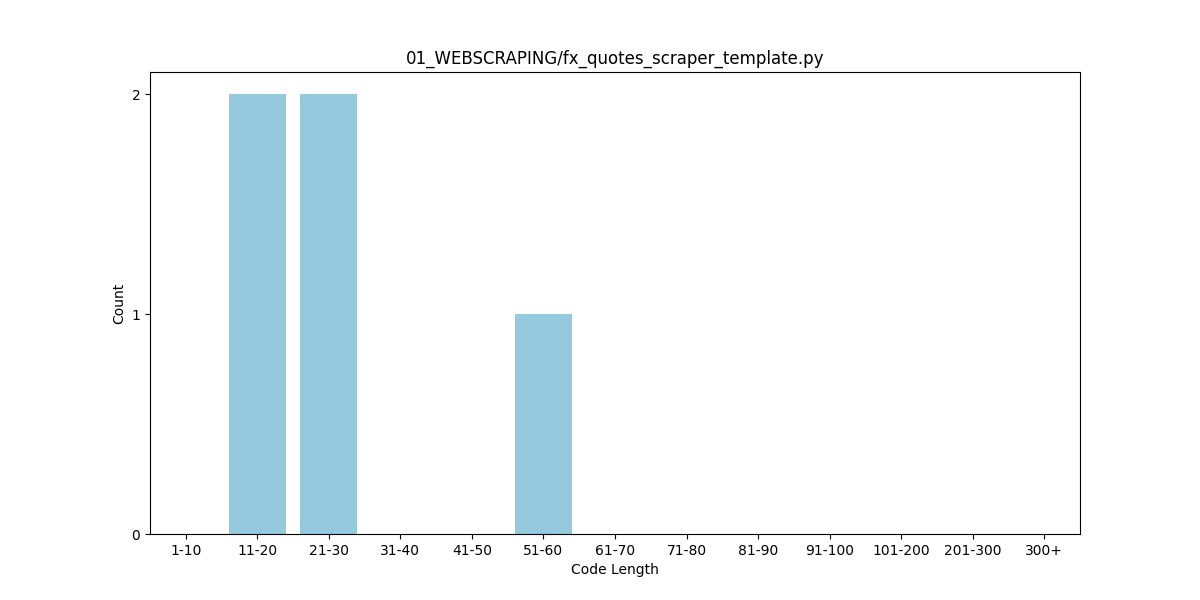 01_WEBSCRAPING/fx_quotes_scraper_template.py
Count
2
1
0
1-10 11-20 21-30 31-40 41-50 51-60 61-70 71-80 81-90 91-100 101-200 201-300 300+
Code Length